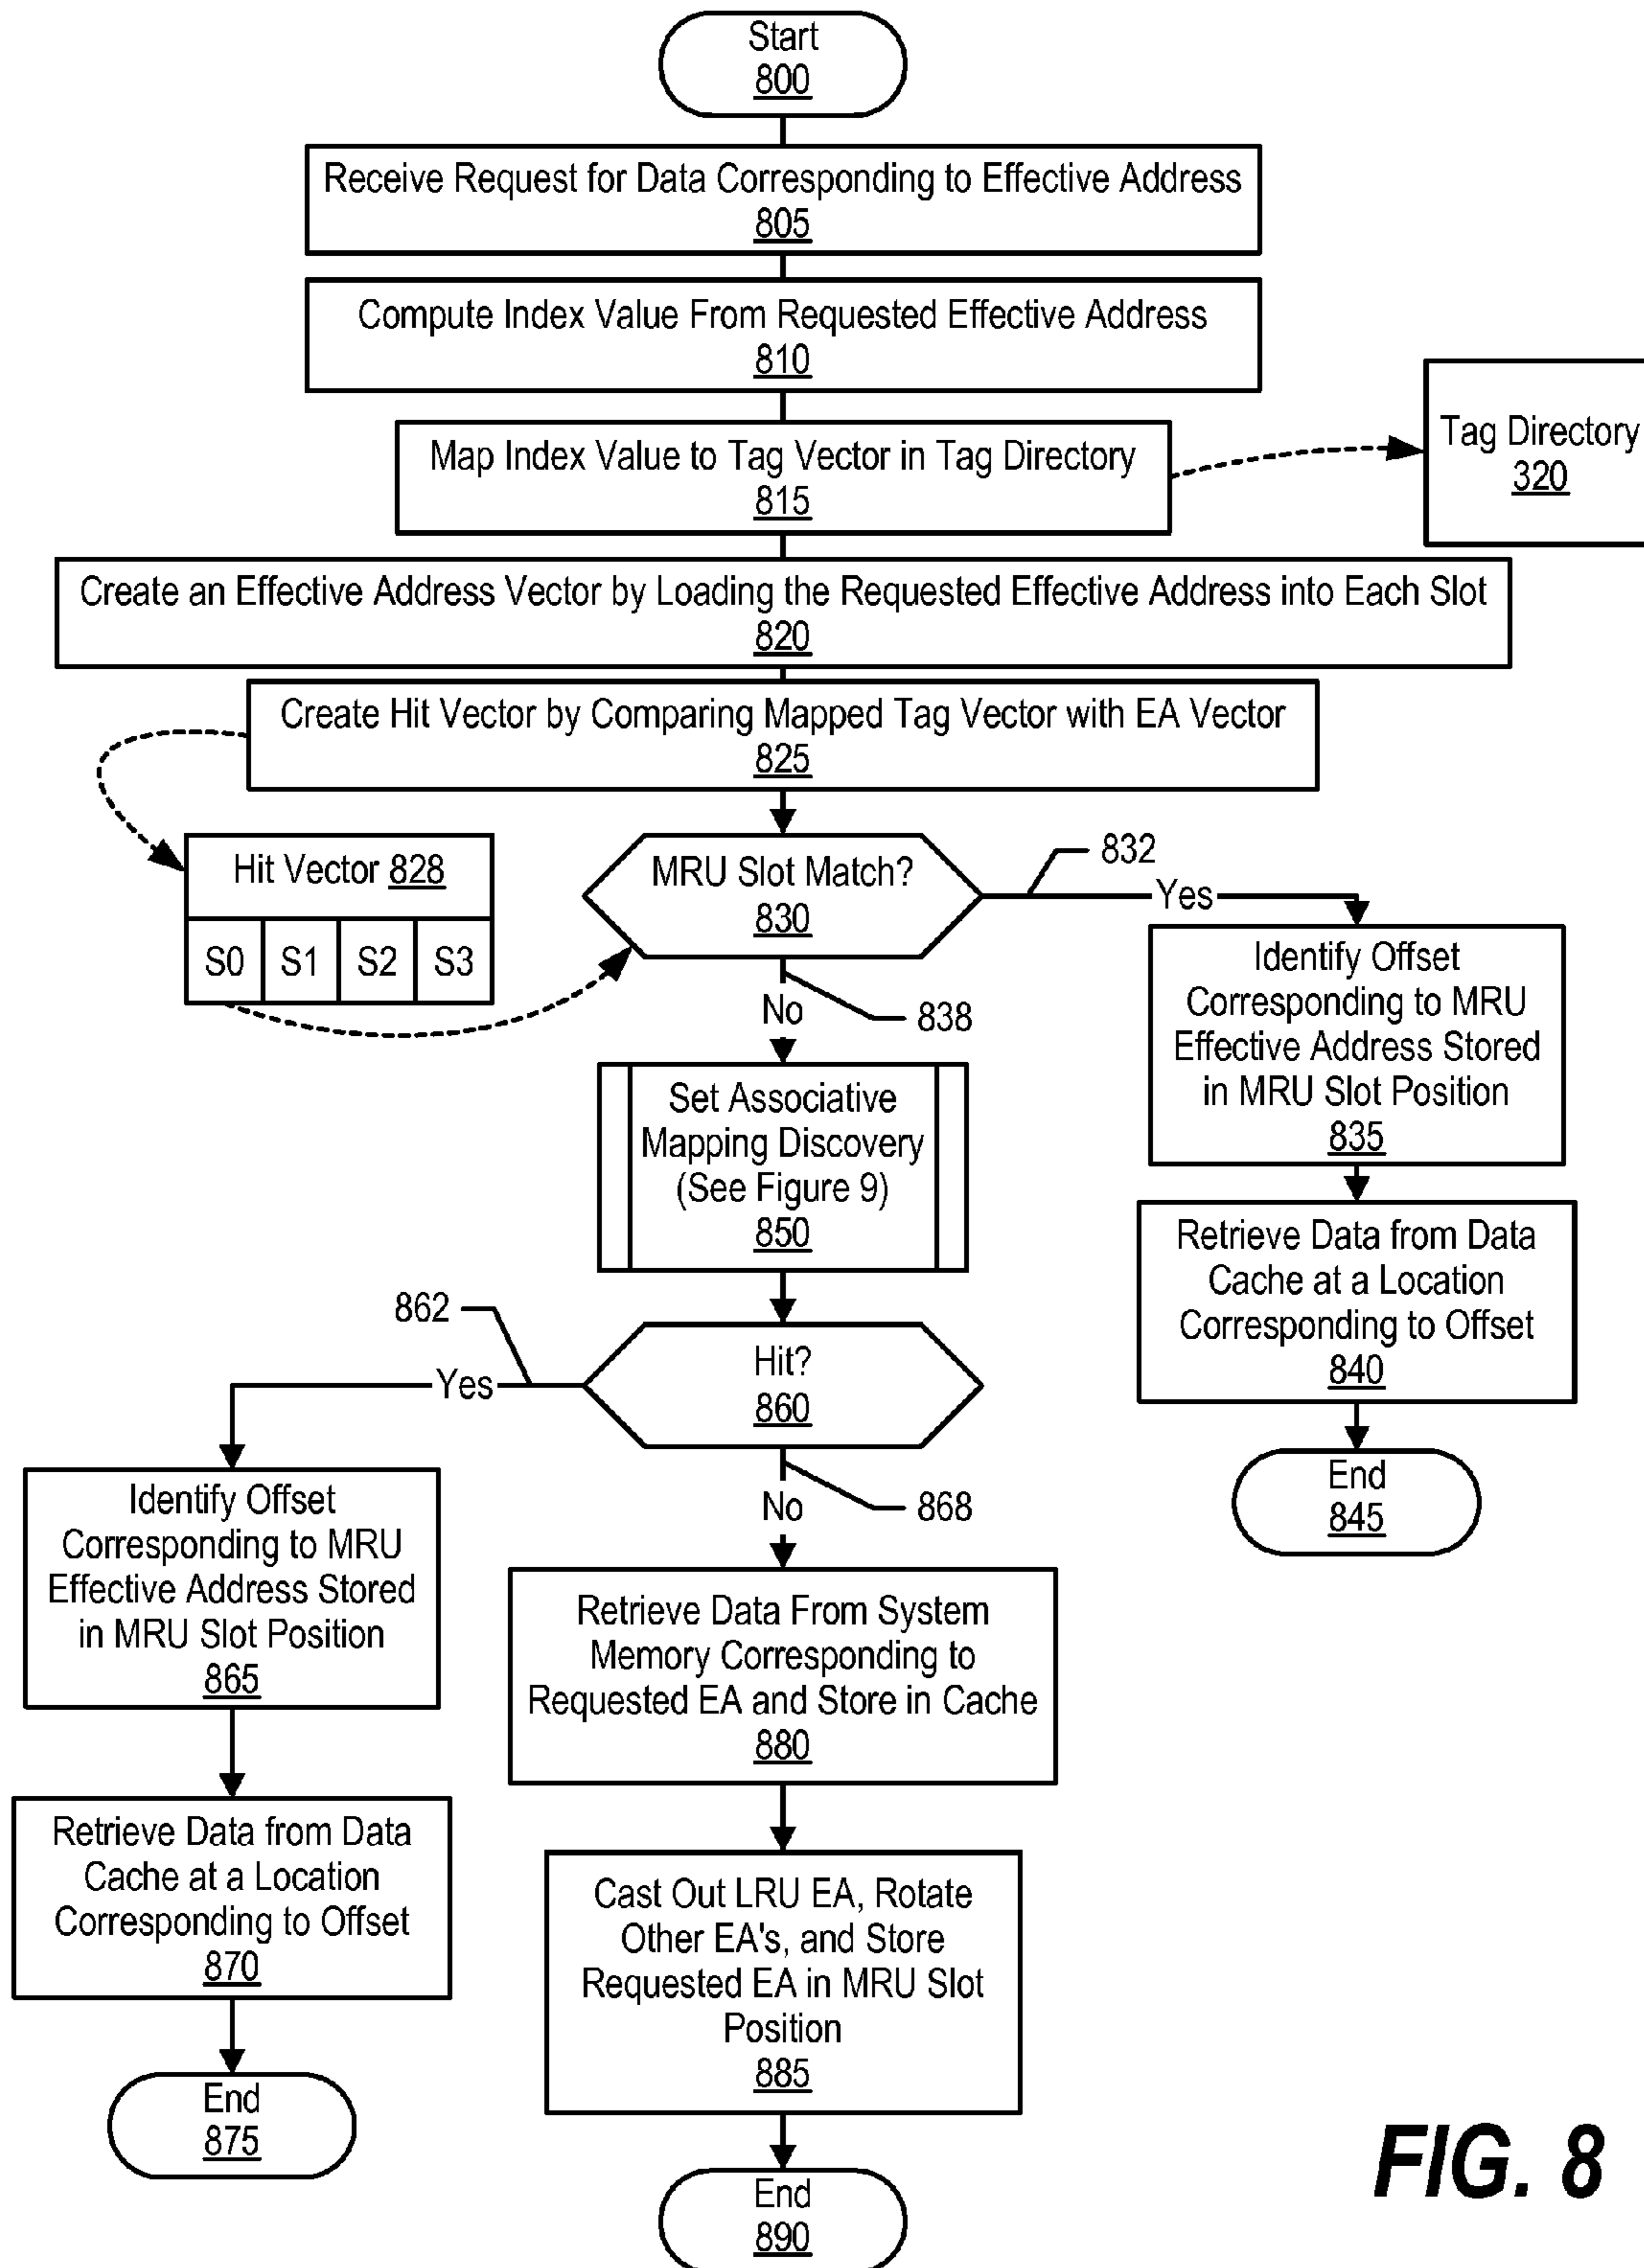 Start
800
Receive Request for Data Corresponding to Effective Address
805
Compute Index Value From Requested Effective Address
810
Map Index Value to Tag Vector in Tag Directory
815
Tag Directory
320
Create an Effective Address Vector by Loading the Requested Effective Address into Each Slot
820
Create Hit Vector by Comparing Mapped Tag Vector with EA Vector
825
Hit Vector 828
S0 S1 S2 S3
MRU Slot Match?
830
832
Yes
Identify Offset
Corresponding to MRU
Effective Address Stored
in MRU Slot Position
835
Retrieve Data from Data
Cache at a Location
Corresponding to Offset
840
End
845
No
838
Set Associative
Mapping Discovery
(See Figure 9)
850
Hit?
860
862
Yes
Identify Offset
Corresponding to MRU
Effective Address Stored
in MRU Slot Position
865
Retrieve Data from Data
Cache at a Location
Corresponding to Offset
870
End
875
No
868
Retrieve Data From System
Memory Corresponding to
Requested EA and Store in Cache
880
Cast Out LRU EA, Rotate
Other EA's, and Store
Requested EA in MRU Slot
Position
885
End
890
FIG. 8